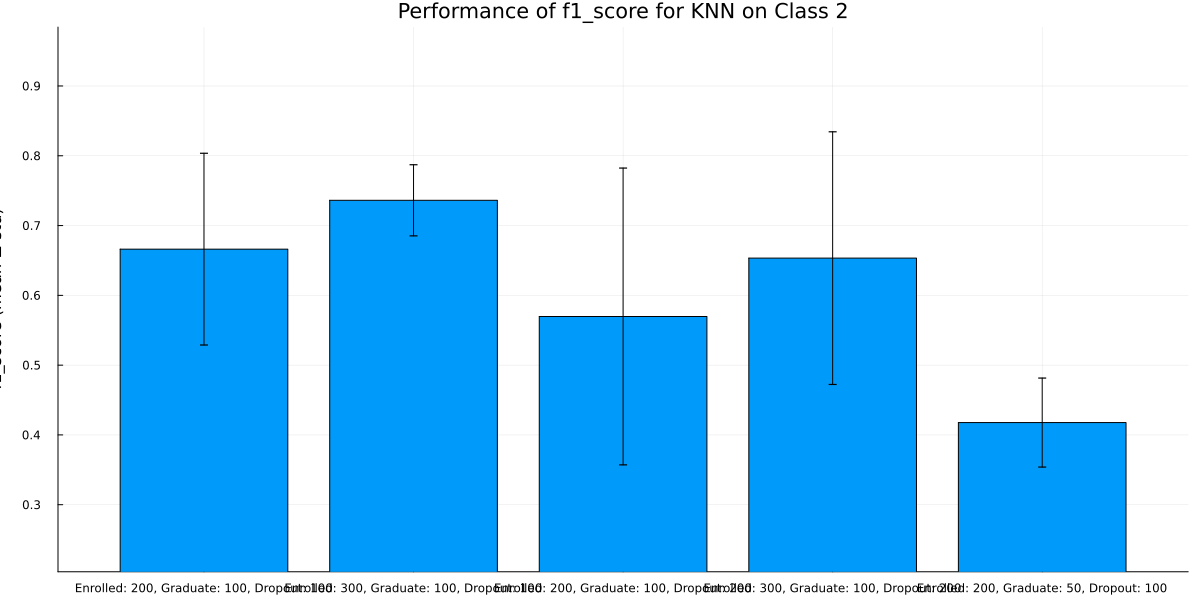 Performance of f1_score for KNN on Class 2
0.9
0.8
0.7
0.6
0.5
0.4
0.3
Enrolled: 200, Graduate: 100, Dropout: 100
Enrolled: 300, Graduate: 100, Dropout: 100
Enrolled: 200, Graduate: 100, Dropout: 200
Enrolled: 300, Graduate: 100, Dropout: 200
Enrolled: 200, Graduate: 50, Dropout: 100